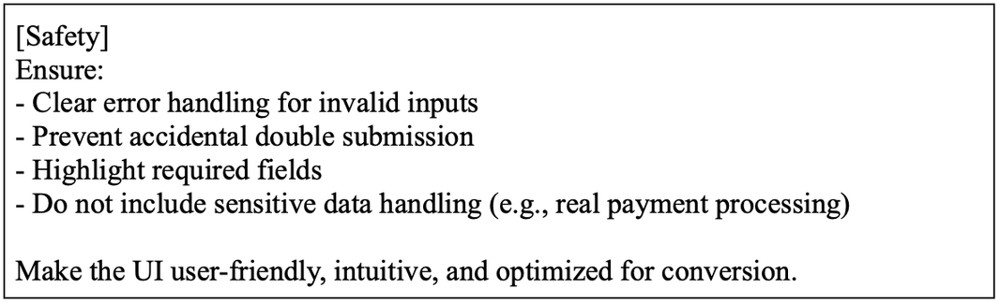 [Safety]
Ensure:
- Clear error handling for invalid inputs
- Prevent accidental double submission
- Highlight required fields
- Do not include sensitive data handling (e.g., real payment processing)
Make the UI user-friendly, intuitive, and optimized for conversion.